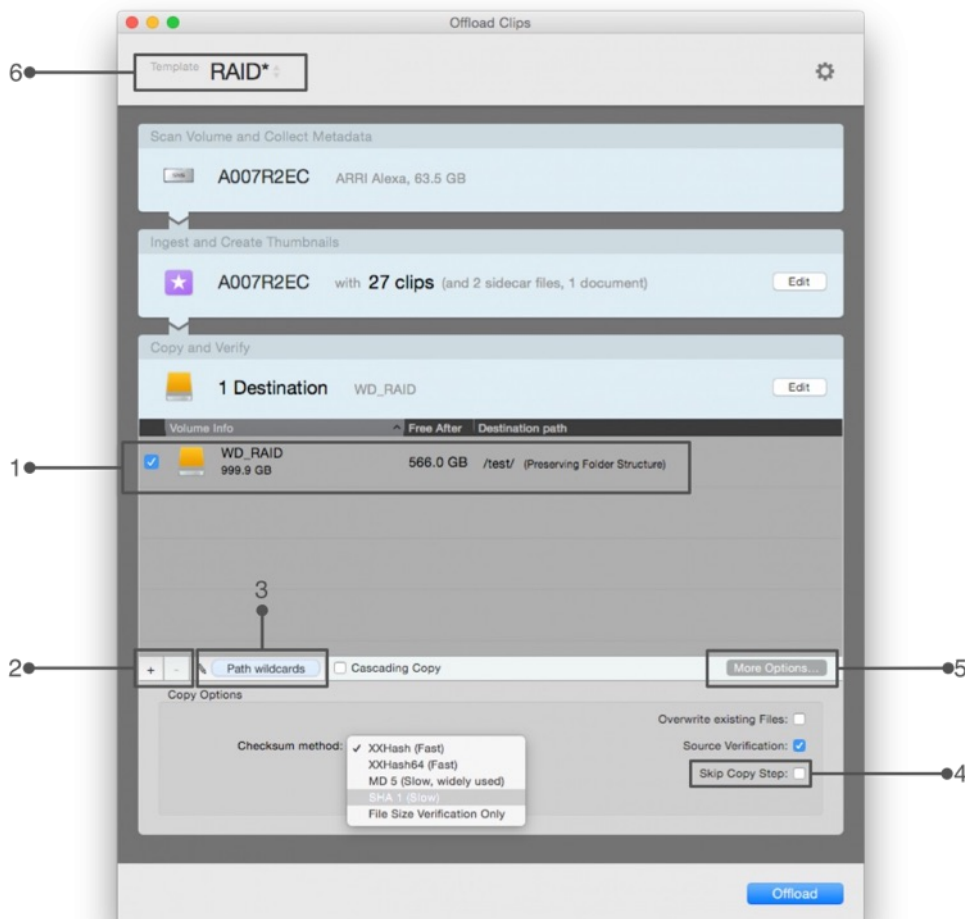 Offload Clips
6
Template RAID*
Scan Volume and Collect Metadata
A007R2EC ARRI Alexa, 63.5 GB
Ingest and Create Thumbnails
A007R2EC with 27 clips (and 2 sidecar files, 1 document) Edit
Copy and Verify
1 Destination WD_RAID Edit
Volume Info Free After Destination path
1
WD_RAID
999.9 GB
566.0 GB /test/ (Preserving Folder Structure)
3
2
+ - Path wildcards Cascading Copy More Options...
5
Copy Options
Overwrite existing Files:
Checksum method: ✓ XXHash (Fast)
Source Verification:
XXHash64 (Fast)
MD 5 (Slow, widely used)
Skip Copy Step:
4
SHA 1 (Slow)
File Size Verification Only
Offload